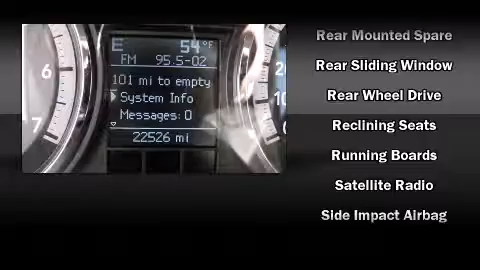 E 54°F
FM 95.5-02
101 mi to empty
System Info
Messages: 0
22526 mi
6
7
Rear Mounted Spare
Rear Sliding Window
Rear Wheel Drive
Reclining Seats
Running Boards
Satellite Radio
Side Impact Airbag